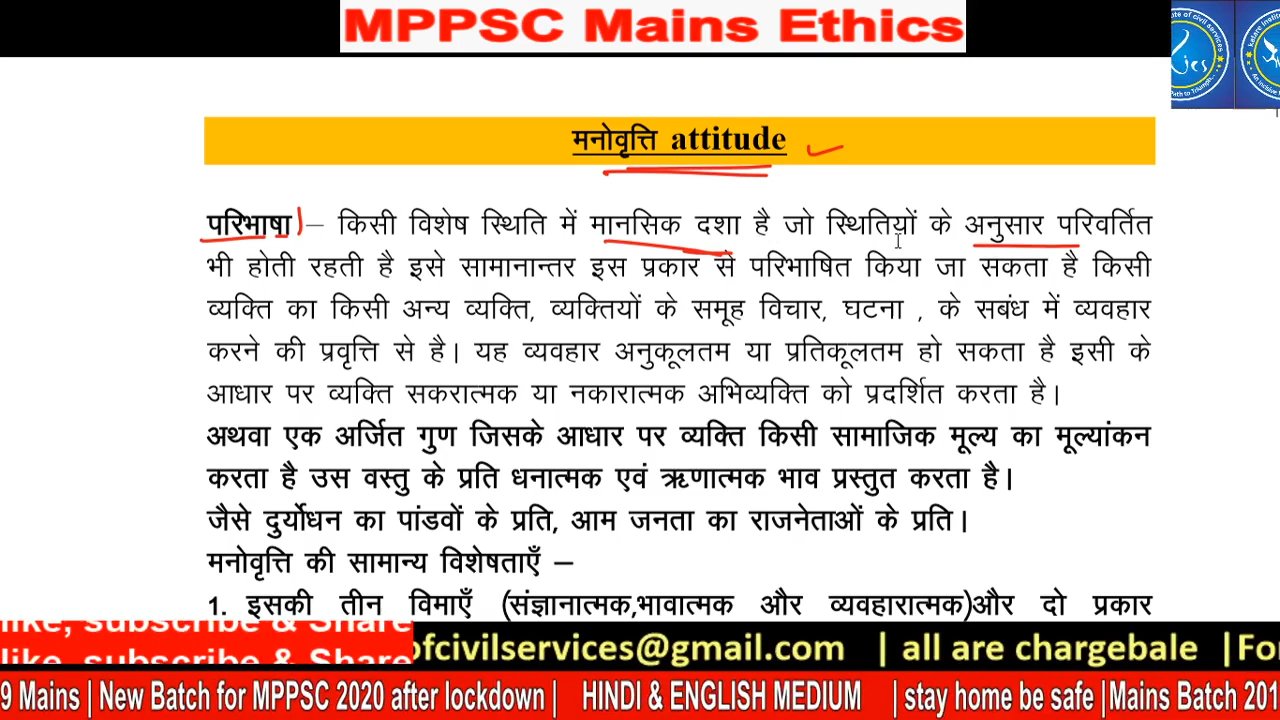 MPPSC Mains Ethics
मनोवृत्ति attitude
परिभाषा – किसी विशेष स्थिति में मानसिक दशा है जो स्थितियों के अनुसार परिवर्तित
भी होती रहती है इसे सामानान्तर इस प्रकार से परिभाषित किया जा सकता है किसी
व्यक्ति का किसी अन्य व्यक्ति, व्यक्तियों के समूह विचार, घटना , के सबंध में व्यवहार
करने की प्रवृत्ति से है। यह व्यवहार अनुकूलतम या प्रतिकूलतम हो सकता है इसी के
आधार पर व्यक्ति सकरात्मक या नकारात्मक अभिव्यक्ति को प्रदर्शित करता है।
अथवा एक अर्जित गुण जिसके आधार पर व्यक्ति किसी सामाजिक मूल्य का मूल्यांकन
करता है उस वस्तु के प्रति धनात्मक एवं ऋणात्मक भाव प्रस्तुत करता है।
जैसे दुर्योधन का पांडवों के प्रति, आम जनता का राजनेताओं के प्रति।
मनोवृत्ति की सामान्य विशेषताएँ –
1. इसकी तीन विमाएँ (संज्ञानात्मक,भावात्मक और व्यवहारात्मक)और दो प्रकार
like, subscribe & Share
like, subscribe & Share
ofcivilservices@gmail.com | all are chargebale | Fo
9 Mains | New Batch for MPPSC 2020 after lockdown | HINDI & ENGLISH MEDIUM | stay home be safe |Mains Batch 201